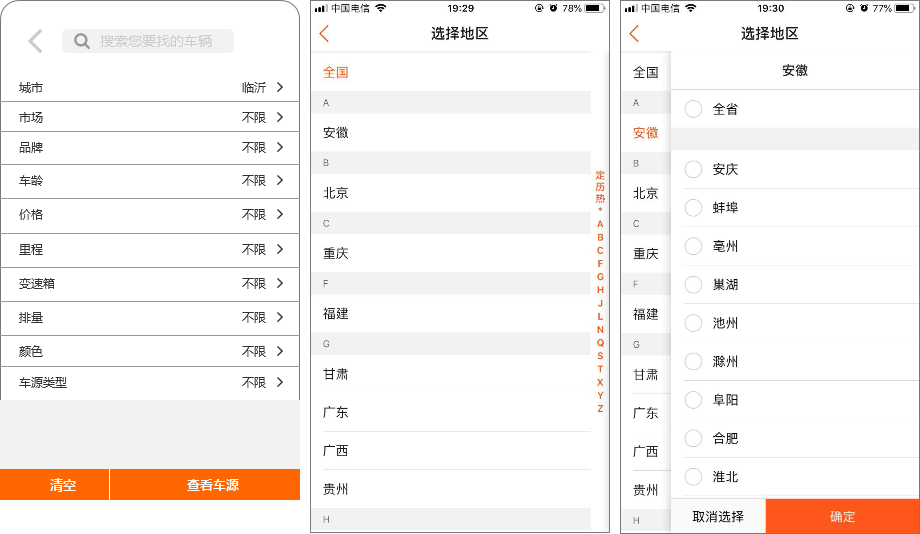 搜索您要找的车辆
城市 临沂
市场 不限
品牌 不限
车龄 不限
价格 不限
里程 不限
变速箱 不限
排量 不限
颜色 不限
车源类型 不限
清空 查看车源
中国电信 19:29 78%
选择地区
全国
A
安徽
B
北京
C
重庆
F
福建
G
甘肃
广东
广西
贵州
H
定
历
热
*
A
B
C
F
G
H
J
L
N
Q
S
T
X
Y
Z
中国电信 19:30 77%
选择地区
全国
A
安徽
B
北京
C
重庆
F
福建
G
甘肃
广东
广西
贵州
H
安徽
全省
安庆
蚌埠
亳州
巢湖
池州
滁州
阜阳
合肥
淮北
取消选择 确定